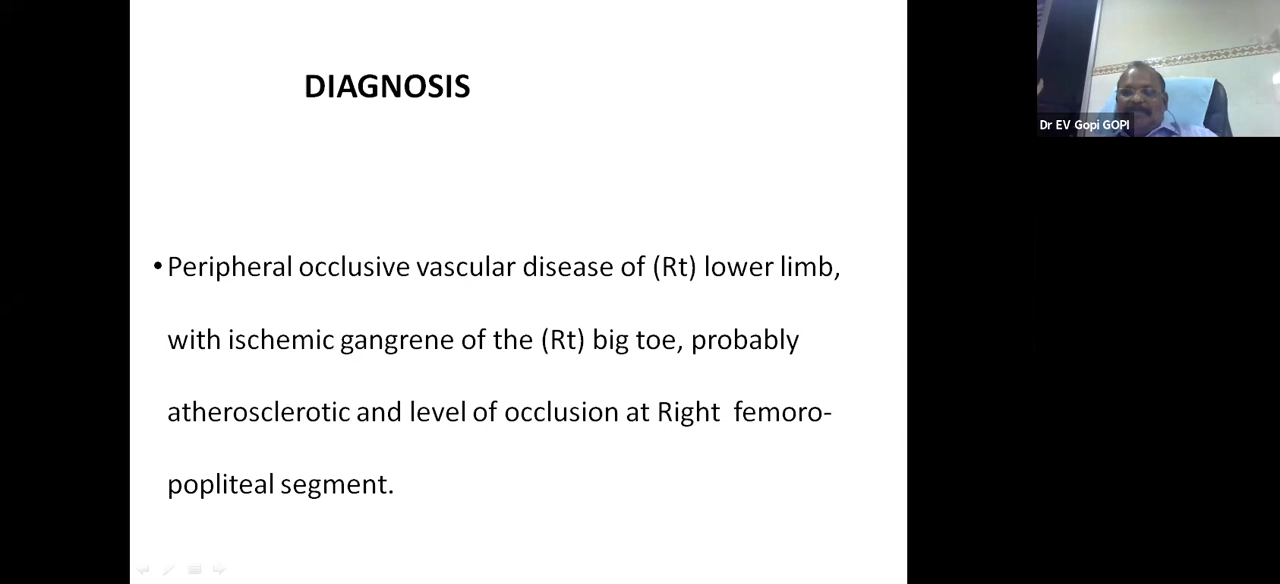 DIAGNOSIS
Dr EV Gopi GOPI
•Peripheral occlusive vascular disease of (Rt) lower limb,
with ischemic gangrene of the (Rt) big toe, probably
atherosclerotic and level of occlusion at Right  femoro-
popliteal segment.